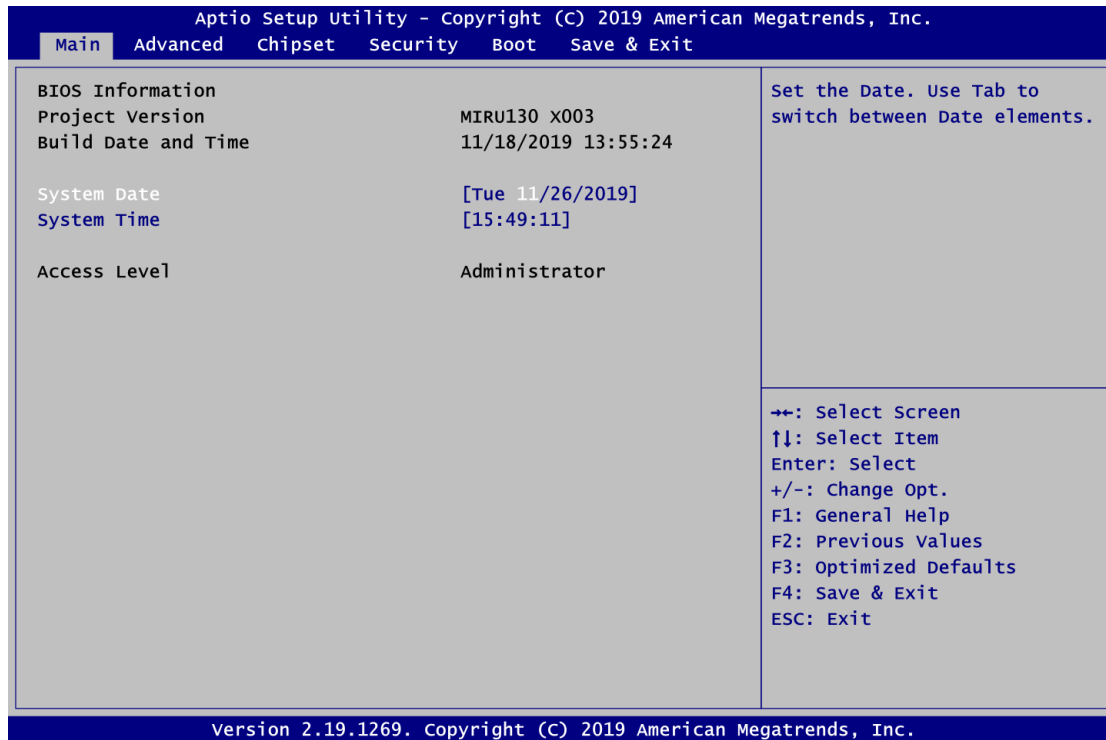 Aptio Setup Utility - Copyright (C) 2019 American Megatrends, Inc.
Main Advanced Chipset Security Boot Save & Exit
BIOS Information
Project Version MIRU130 X003
Build Date and Time 11/18/2019 13:55:24
System Date [Tue 11/26/2019]
System Time [15:49:11]
Access Level Administrator
Set the Date. Use Tab to
switch between Date elements.
→←: Select Screen
↑↓: Select Item
Enter: Select
+/-: Change Opt.
F1: General Help
F2: Previous Values
F3: Optimized Defaults
F4: Save & Exit
ESC: Exit
Version 2.19.1269. Copyright (C) 2019 American Megatrends, Inc.